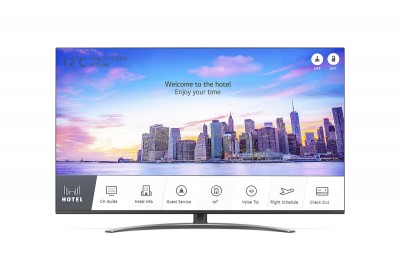 12°C
Welcome to the hotel
Enjoy your time
HOTEL
CH Guide
Hotel Info
Guest Service
IoT
Voice Tip
Flight Schedule
Check Out